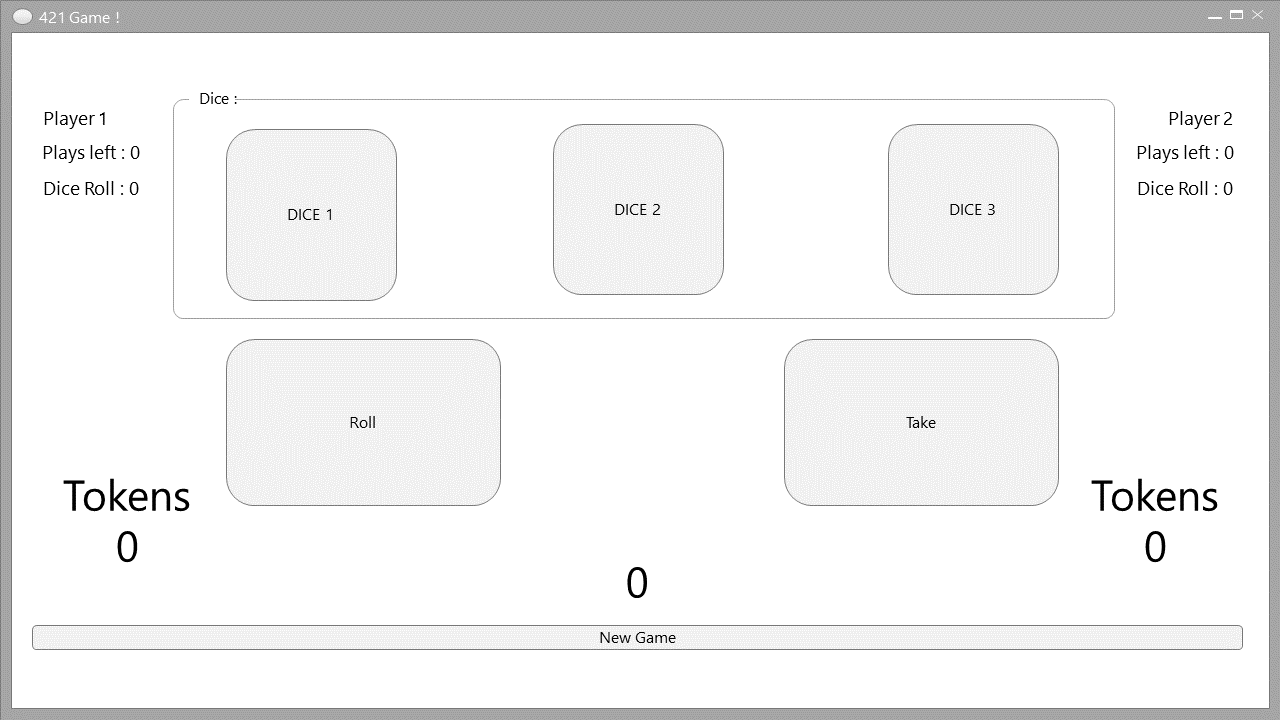 421 Game !
Dice :
Player 1
Plays left : 0
Dice Roll : 0
DICE 1
DICE 2
DICE 3
Player 2
Plays left : 0
Dice Roll : 0
Roll
Take
Tokens
0
Tokens
0
0
New Game